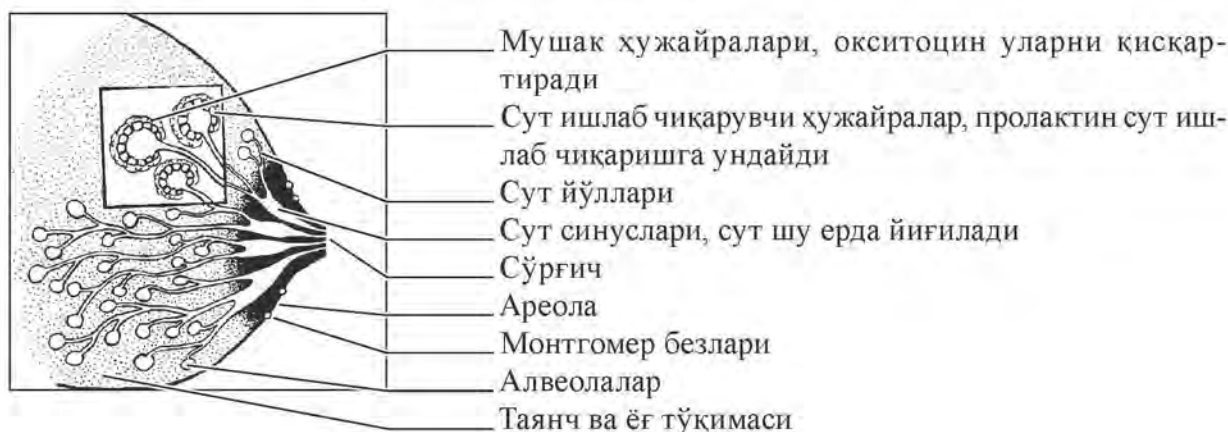 Мушак ҳужайралари, окситоцин уларни қисқар-
тиради
Сут ишлаб чиқарувчи ҳужайралар, пролактин сут иш-
лаб чиқаришга ундайди
Сут йўллари
Сут синуслари, сут шу ерда йиғилади
Сўрғич
Ареола
Монтгомер безлари
Алвеолалар
Таянч ва ёғ тўқимаси